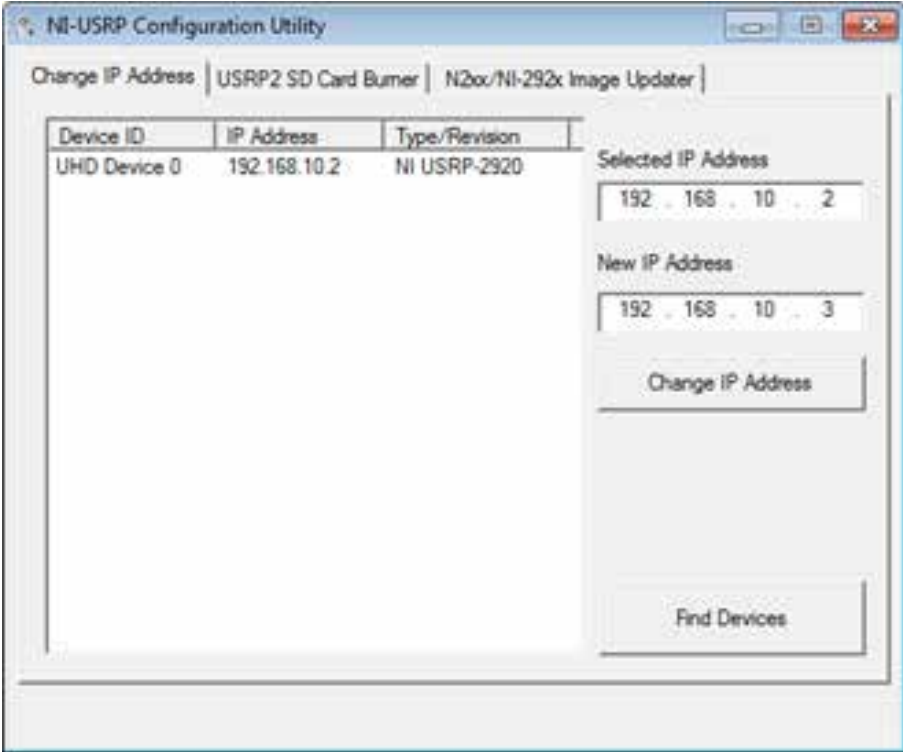 NI-USRP Configuration Utility
Change IP Address USRP2 SD Card Burner N2xx/NI-292x Image Updater
Device ID IP Address Type/Revision
UHD Device 0 192.168.10.2 NI USRP-2920
Selected IP Address
192 . 168 . 10 . 2
New IP Address
192 . 168 . 10 . 3
Change IP Address
Find Devices